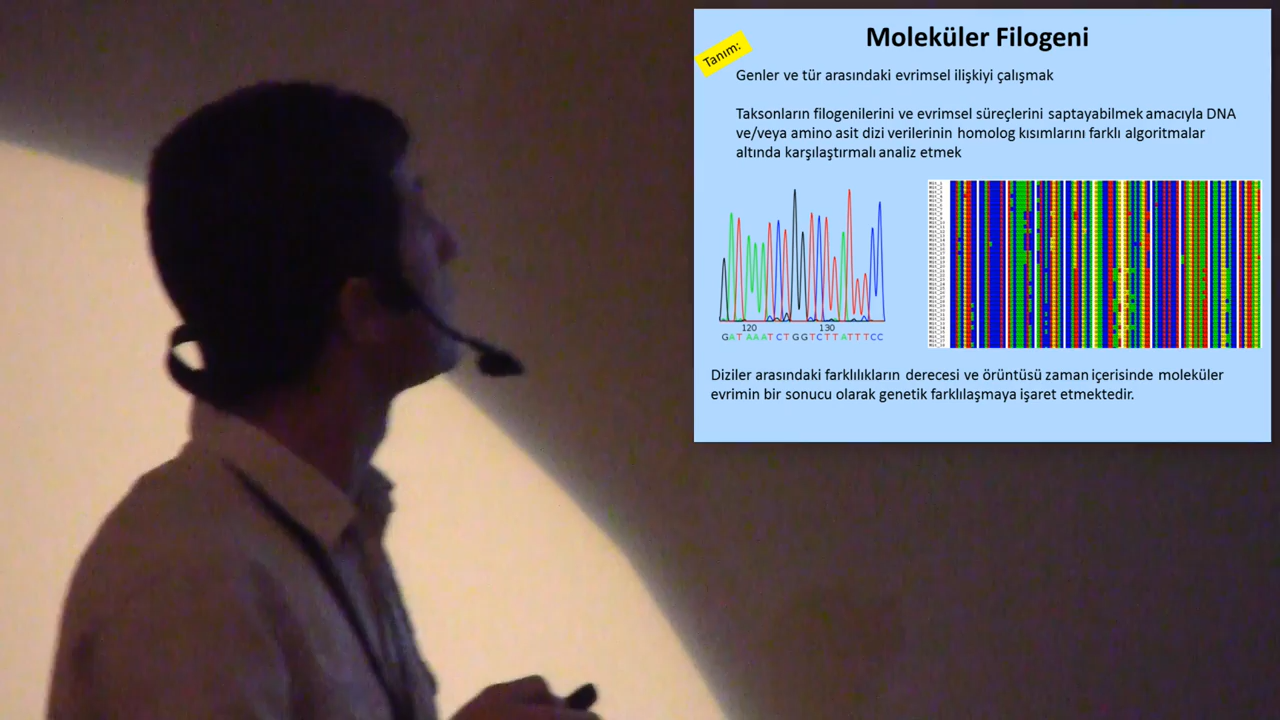 Moleküler Filogeni
Tanım:
Genler ve tür arasındaki evrimsel ilişkiyi çalışmak
Taksonların filogenilerini ve evrimsel süreçlerini saptayabilmek amacıyla DNA
ve/veya amino asit dizi verilerinin homolog kısımlarını farklı algoritmalar
altında karşılaştırmalı analiz etmek
120 130
GATAAATCTGGTCTTATTTCC
Diziler arasındaki farklılıkların derecesi ve örüntüsü zaman içerisinde moleküler
evrimin bir sonucu olarak genetik farklılaşmaya işaret etmektedir.